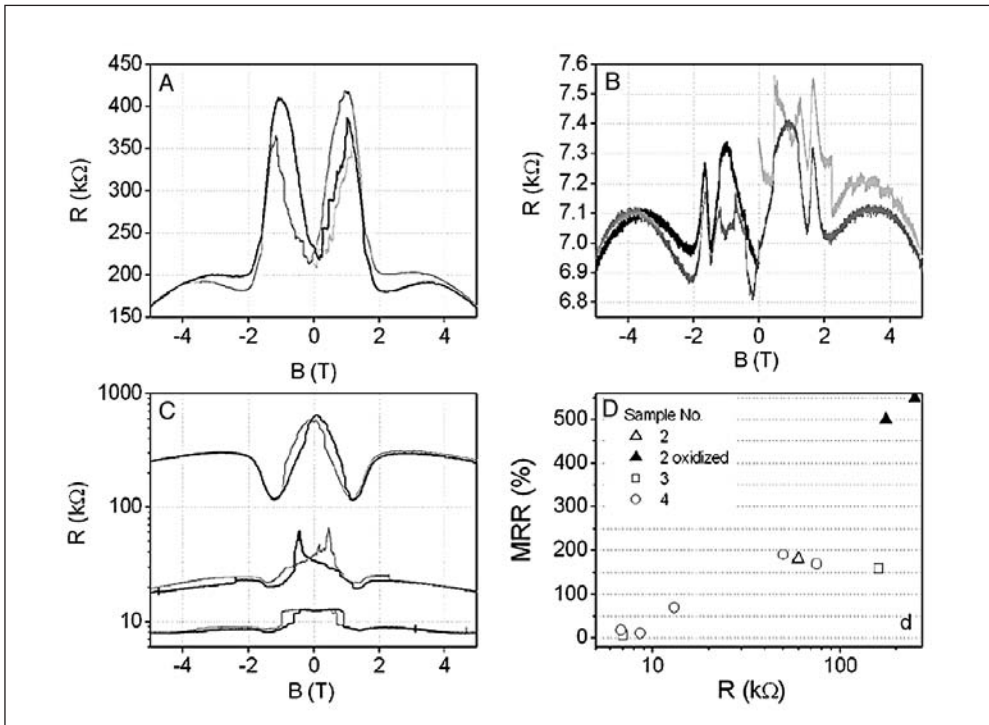 A
R (kΩ)
450
400
350
300
250
200
150
-4 -2 0 2 4
B (T)
B
R (kΩ)
7.6
7.5
7.4
7.3
7.2
7.1
7.0
6.9
6.8
-4 -2 0 2 4
B (T)
C
R (kΩ)
1000
100
10
-4 -2 0 2 4
B (T)
D
Sample No.
2
2 oxidized
3
4
MRR (%)
500
400
300
200
100
0
10 100
R (kΩ)
d